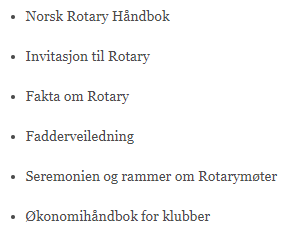 Norsk Rotary Håndbok
Invitasjon til Rotary
Fakta om Rotary
Fadderveiledning
Seremonien og rammer om Rotarymøter
Økonomihåndbok for klubber